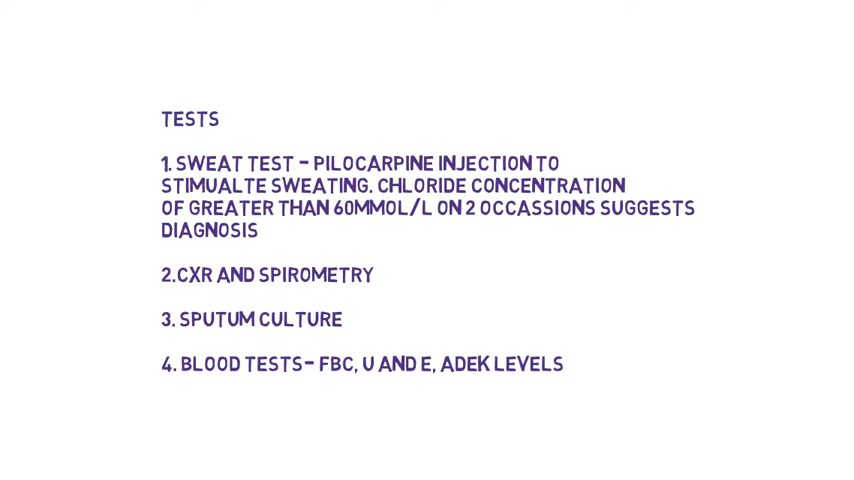 TESTS
1. SWEAT TEST - PILOCARPINE INJECTION TO
STIMUALTE SWEATING. CHLORIDE CONCENTRATION
OF GREATER THAN 60MMOL/L ON 2 OCCASSIONS SUGGESTS
DIAGNOSIS
2.CXR AND SPIROMETRY
3. SPUTUM CULTURE
4. BLOOD TESTS- FBC, U AND E, ADEK LEVELS